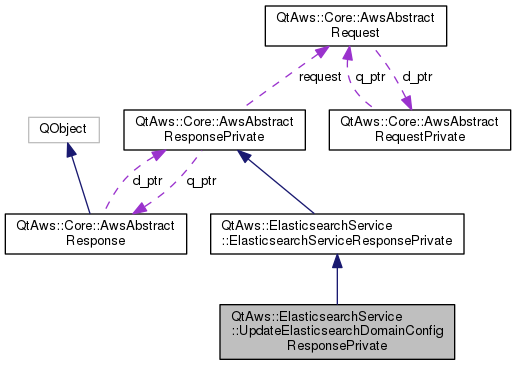 QtAws::Core::AwsAbstract
Request
request
q_ptr
d_ptr
QtAws::Core::AwsAbstract
ResponsePrivate
QtAws::Core::AwsAbstract
RequestPrivate
QObject
d_ptr
q_ptr
QtAws::Core::AwsAbstract
Response
QtAws::ElasticsearchService
::ElasticsearchServiceResponsePrivate
QtAws::ElasticsearchService
::UpdateElasticsearchDomainConfig
ResponsePrivate